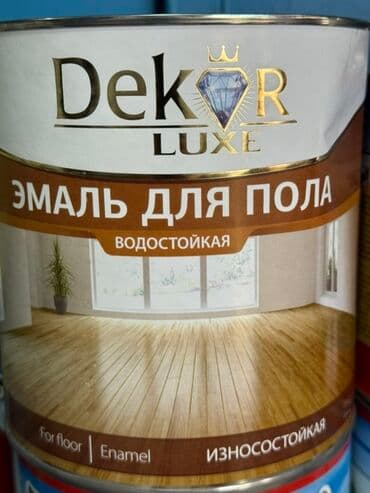 DekoR
LUXE
ЭМАЛЬ ДЛЯ ПОЛА
ВОДОСТОЙКАЯ
For floor | Enamel
ИЗНОСОСТОЙКАЯ